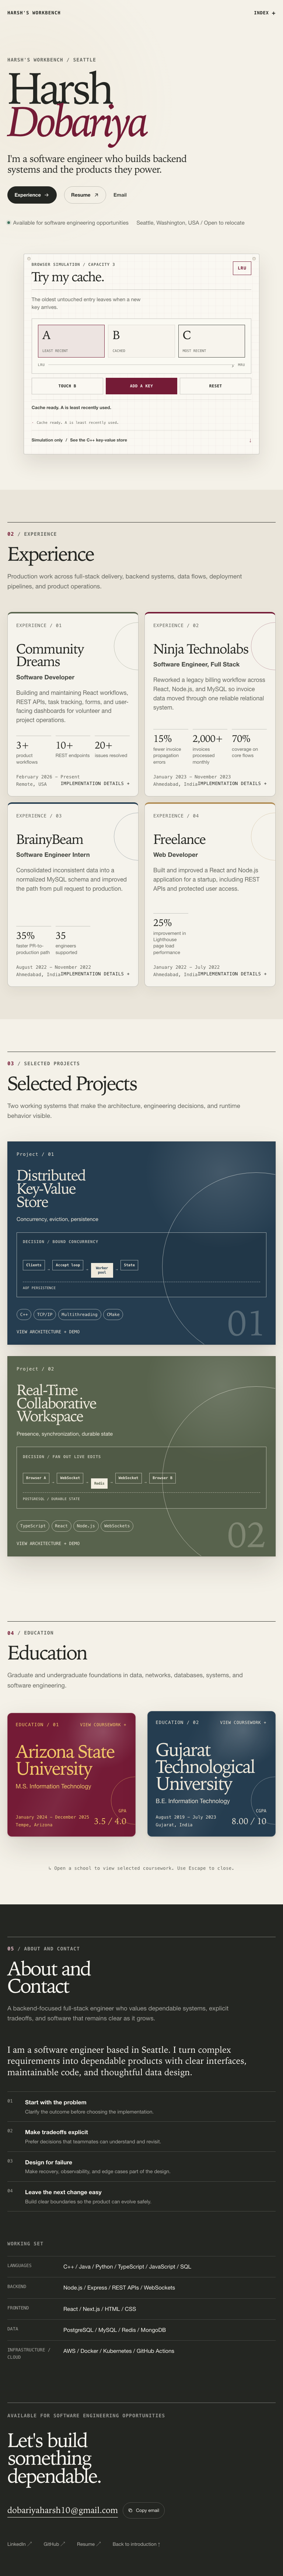 HARSH'S WORKBENCH
INDEX +
HARSH'S WORKBENCH / SEATTLE
Harsh
Dobariya
I'm a software engineer who builds backend
systems and the products they power.
Experience →
Resume ↗
Email
Available for software engineering opportunities
Seattle, Washington, USA / Open to relocate
BROWSER SIMULATION / CAPACITY 3
Try my cache.
LRU
The oldest untouched entry leaves when a new
key arrives.
A
LEAST RECENT
B
CACHED
C
MOST RECENT
LRU
MRU
TOUCH B
ADD A KEY
RESET
Cache ready. A is least recently used.
Cache ready. A is least recently used.
Simulation only / See the C++ key-value store ↓
02 / EXPERIENCE
Experience
Production work across full-stack delivery, backend systems, data flows, deployment
pipelines, and product operations.
EXPERIENCE / 01
Community
Dreams
Software Developer
Building and maintaining React workflows,
REST APIs, task tracking, forms, and user-
facing dashboards for volunteer and
program operations.
3+
product
workflows
10+
REST endpoints
20+
issues resolved
February 2026 – Present
Remote, USA
IMPLEMENTATION DETAILS +
EXPERIENCE / 02
Ninja Technolabs
Software Engineer, Full Stack
Reworked a legacy billing workflow across
React, Node.js, and MySQL so invoice
data moved through one reliable relational
system.
15%
fewer invoice
propagation
errors
2,000+
invoices
processed
monthly
70%
coverage on
core flows
January 2023 – November 2023
Ahmedabad, India
IMPLEMENTATION DETAILS +
EXPERIENCE / 03
BrainyBeam
Software Engineer Intern
Consolidated inconsistent data into a
normalized MySQL schema and improved
the path from pull request to production.
35%
faster PR-to-
production path
35
engineers
supported
August 2022 – November 2022
Ahmedabad, India
IMPLEMENTATION DETAILS +
EXPERIENCE / 04
Freelance
Web Developer
Built and improved a React and Node.js
application for a startup, including REST
APIs and protected user access.
25%
improvement in
Lighthouse
page load
performance
January 2022 – July 2022
Ahmedabad, India
IMPLEMENTATION DETAILS +
03 / SELECTED PROJECTS
Selected Projects
Two working systems that make the architecture, engineering decisions, and runtime
behavior visible.
Project / 01
Distributed
Key-Value
Store
Concurrency, eviction, persistence
DECISION / BOUND CONCURRENCY
Clients
Accept loop
Worker
pool
State
AOF PERSISTENCE
C++
TCP/IP
Multithreading
CMake
VIEW ARCHITECTURE + DEMO
01
Project / 02
Real-Time
Collaborative
Workspace
Presence, synchronization, durable state
DECISION / FAN OUT LIVE EDITS
Browser A
WebSocket
Redis
WebSocket
Browser B
POSTGRESQL / DURABLE STATE
TypeScript
React
Node.js
WebSockets
VIEW ARCHITECTURE + DEMO
02
04 / EDUCATION
Education
Graduate and undergraduate foundations in data, networks, databases, systems, and
software engineering.
EDUCATION / 01
VIEW COURSEWORK +
Arizona State
University
M.S. Information Technology
January 2024 – December 2025
Tempe, Arizona
GPA
3.5 / 4.0
EDUCATION / 02
VIEW COURSEWORK +
Gujarat
Technological
University
B.E. Information Technology
August 2019 – July 2023
Gujarat, India
CGPA
8.00 / 10
↳ Open a school to view selected coursework. Use Escape to close.
05 / ABOUT AND CONTACT
About and
Contact
A backend-focused full-stack engineer who values dependable systems, explicit
tradeoffs, and software that remains clear as it grows.
I am a software engineer based in Seattle. I turn complex
requirements into dependable products with clear interfaces,
maintainable code, and thoughtful data design.
01
Start with the problem
Clarify the outcome before choosing the implementation.
02
Make tradeoffs explicit
Prefer decisions that teammates can understand and revisit.
03
Design for failure
Make recovery, observability, and edge cases part of the design.
04
Leave the next change easy
Build clear boundaries so the product can evolve safely.
WORKING SET
LANGUAGES
C++ / Java / Python / TypeScript / JavaScript / SQL
BACKEND
Node.js / Express / REST APIs / WebSockets
FRONTEND
React / Next.js / HTML / CSS
DATA
PostgreSQL / MySQL / Redis / MongoDB
INFRASTRUCTURE /
CLOUD
AWS / Docker / Kubernetes / GitHub Actions
AVAILABLE FOR SOFTWARE ENGINEERING OPPORTUNITIES
Let's build
something
dependable.
dobariyaharsh10@gmail.com
Copy email
LinkedIn ↗
GitHub ↗
Resume ↗
Back to introduction ↑